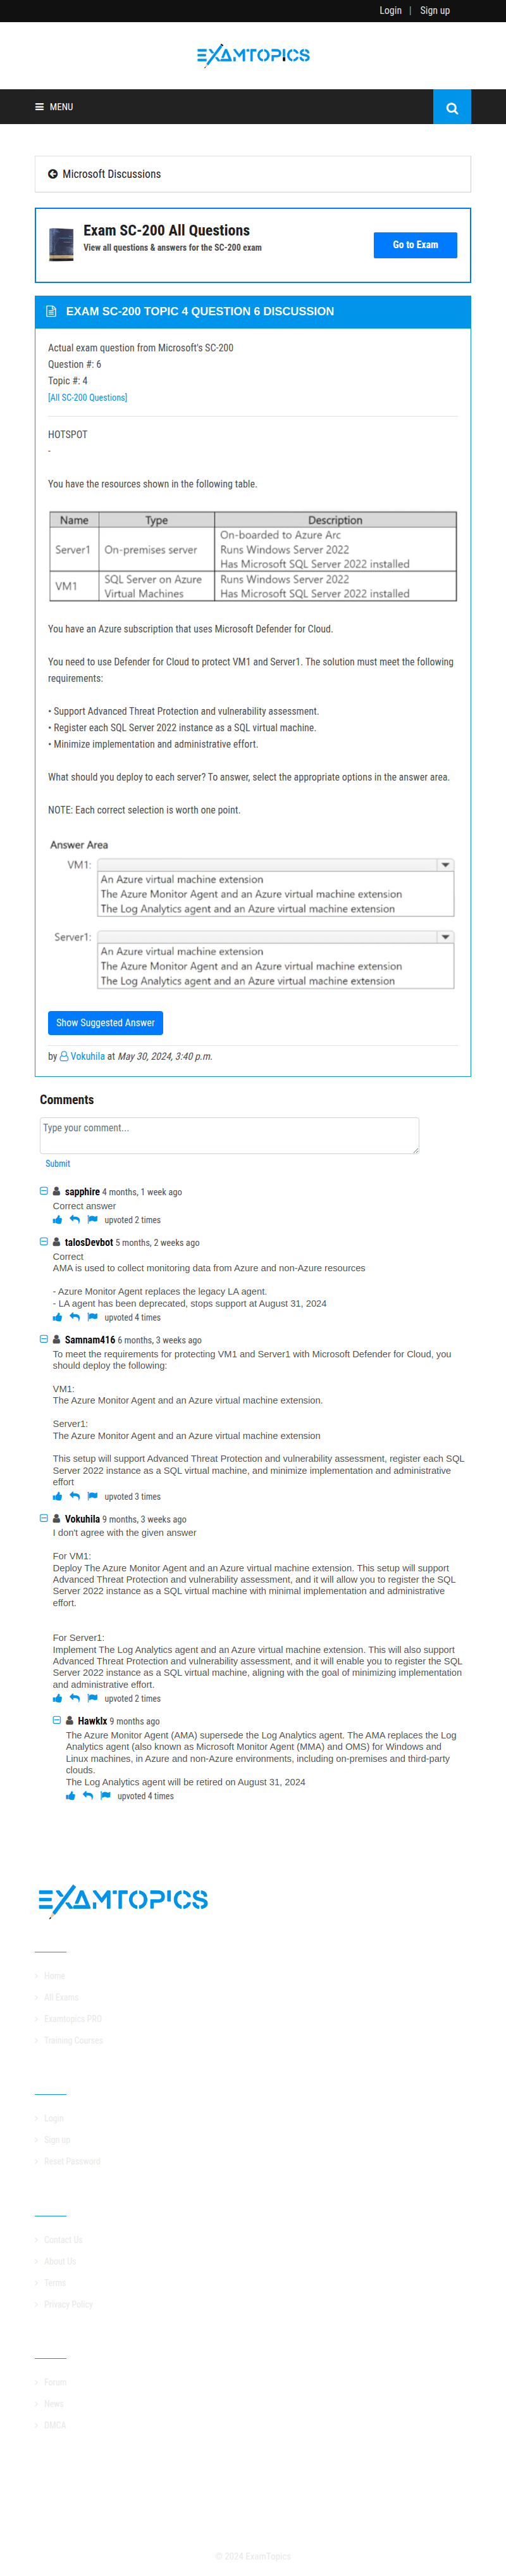 Login | Sign up
EXAMTOPICS
MENU
Microsoft Discussions
Exam SC-200 All Questions
View all questions & answers for the SC-200 exam
Go to Exam
EXAM SC-200 TOPIC 4 QUESTION 6 DISCUSSION
Actual exam question from Microsoft's SC-200
Question #: 6
Topic #: 4
[All SC-200 Questions]
HOTSPOT
-
You have the resources shown in the following table.
Name Type Description
Server1 On-premises server On-boarded to Azure Arc
Runs Windows Server 2022
Has Microsoft SQL Server 2022 installed
VM1 SQL Server on Azure Virtual Machines Runs Windows Server 2022
Has Microsoft SQL Server 2022 installed
You have an Azure subscription that uses Microsoft Defender for Cloud.
You need to use Defender for Cloud to protect VM1 and Server1. The solution must meet the following
requirements:
• Support Advanced Threat Protection and vulnerability assessment.
• Register each SQL Server 2022 instance as a SQL virtual machine.
• Minimize implementation and administrative effort.
What should you deploy to each server? To answer, select the appropriate options in the answer area.
NOTE: Each correct selection is worth one point.
Answer Area
VM1:
An Azure virtual machine extension
The Azure Monitor Agent and an Azure virtual machine extension
The Log Analytics agent and an Azure virtual machine extension
Server1:
An Azure virtual machine extension
The Azure Monitor Agent and an Azure virtual machine extension
The Log Analytics agent and an Azure virtual machine extension
Show Suggested Answer
by Vokuhila at May 30, 2024, 3:40 p.m.
Comments
Type your comment...
Submit
sapphire 4 months, 1 week ago
Correct answer
upvoted 2 times
talosDevbot 5 months, 2 weeks ago
Correct
AMA is used to collect monitoring data from Azure and non-Azure resources
- Azure Monitor Agent replaces the legacy LA agent.
- LA agent has been deprecated, stops support at August 31, 2024
upvoted 4 times
Samnam416 6 months, 3 weeks ago
To meet the requirements for protecting VM1 and Server1 with Microsoft Defender for Cloud, you
should deploy the following:
VM1:
The Azure Monitor Agent and an Azure virtual machine extension.
Server1:
The Azure Monitor Agent and an Azure virtual machine extension
This setup will support Advanced Threat Protection and vulnerability assessment, register each SQL
Server 2022 instance as a SQL virtual machine, and minimize implementation and administrative
effort
upvoted 3 times
Vokuhila 9 months, 3 weeks ago
I don't agree with the given answer
For VM1:
Deploy The Azure Monitor Agent and an Azure virtual machine extension. This setup will support
Advanced Threat Protection and vulnerability assessment, and it will allow you to register the SQL
Server 2022 instance as a SQL virtual machine with minimal implementation and administrative
effort.
For Server1:
Implement The Log Analytics agent and an Azure virtual machine extension. This will also support
Advanced Threat Protection and vulnerability assessment, and it will enable you to register the SQL
Server 2022 instance as a SQL virtual machine, aligning with the goal of minimizing implementation
and administrative effort.
upvoted 2 times
Hawklx 9 months ago
The Azure Monitor Agent (AMA) supersede the Log Analytics agent. The AMA replaces the Log
Analytics agent (also known as Microsoft Monitor Agent (MMA) and OMS) for Windows and
Linux machines, in Azure and non-Azure environments, including on-premises and third-party
clouds.
The Log Analytics agent will be retired on August 31, 2024
upvoted 4 times
EXAMTOPICS
Home
All Exams
Examtopics PRO
Training Courses
Login
Sign up
Reset Password
Contact Us
About Us
Terms
Privacy Policy
Forum
News
DMCA
© 2024 ExamTopics